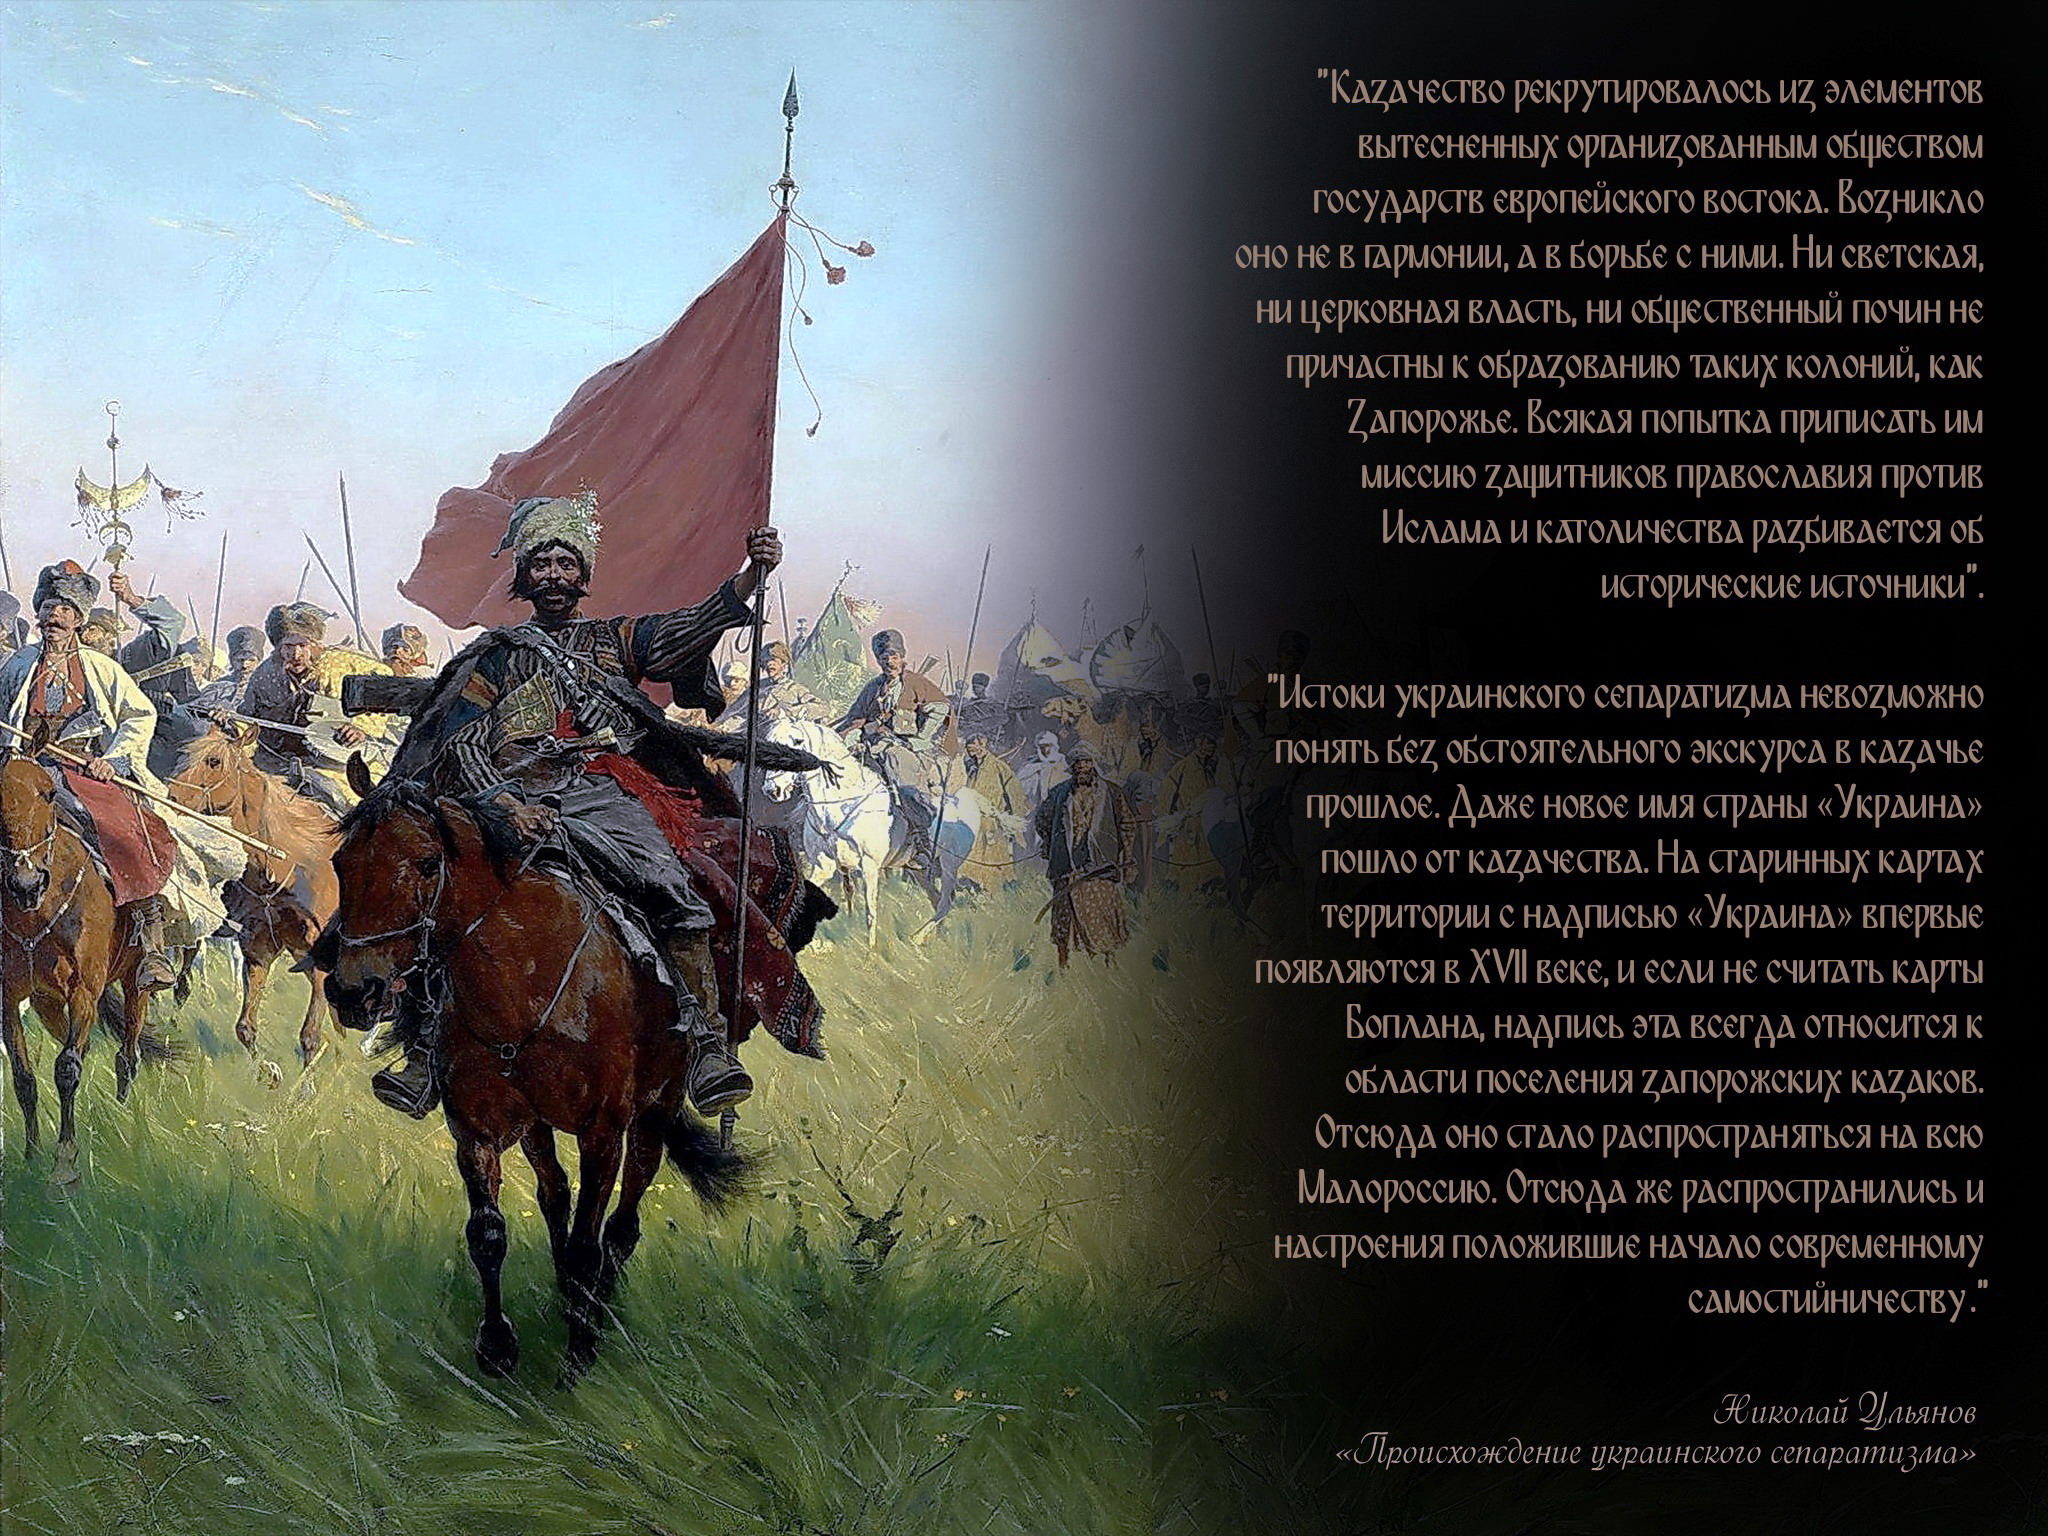 "Казачество рекрутировалось из элементов
вытесненных организованным обществом
государств европейского востока. Возникло
оно не в гармонии, а в борьбе с ними. Ни светская,
ни церковная власть, ни общественный почин не
причастны к образованию таких колоний, как
Запорожье. Всякая попытка приписать им
миссию защитников православия против
Ислама и католичества разбивается об
исторические источники".
"Истоки украинского сепаратизма невозможно
понять без обстоятельного экскурса в казачье
прошлое. Даже новое имя страны «Украина»
пошло от казачества. На старинных картах
территории с надписью «Украина» впервые
появляются в XVII веке, и если не считать карты
Боплана, надпись эта всегда относится к
области поселения запорожских казаков.
Отсюда оно стало распространяться на всю
Малороссию. Отсюда же распространились и
настроения положившие начало современному
самостийничеству."
Николай Ульянов
«Происхождение украинского сепаратизма»